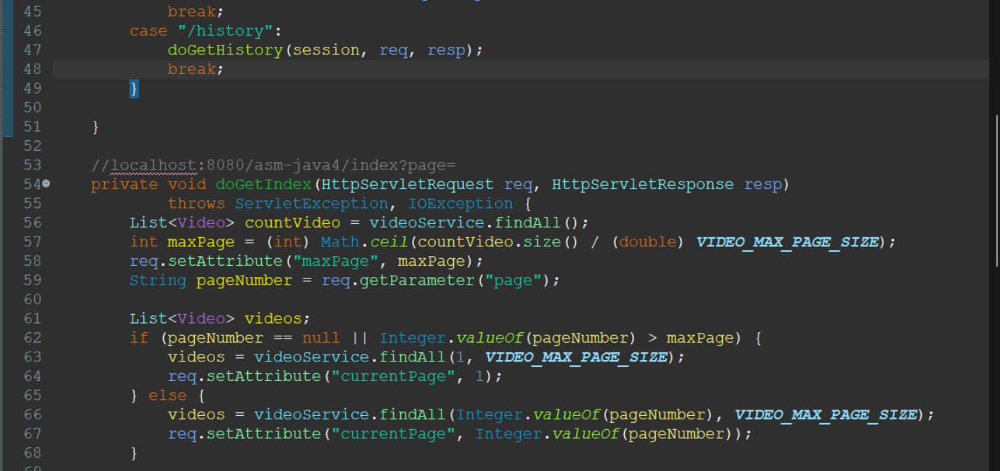 45 break;
46 case "/history":
47 doGetHistory(session, req, resp);
48 break;
49 }
50
51 }
52
53 //localhost:8080/asm-java4/index?page=
54 private void doGetIndex(HttpServletRequest req, HttpServletResponse resp)
55 throws ServletException, IOException {
56 List<Video> countVideo = videoService.findAll();
57 int maxPage = (int) Math.ceil(countVideo.size() / (double) VIDEO_MAX_PAGE_SIZE);
58 req.setAttribute("maxPage", maxPage);
59 String pageNumber = req.getParameter("page");
60
61 List<Video> videos;
62 if (pageNumber == null || Integer.valueOf(pageNumber) > maxPage) {
63 videos = videoService.findAll(1, VIDEO_MAX_PAGE_SIZE);
64 req.setAttribute("currentPage", 1);
65 } else {
66 videos = videoService.findAll(Integer.valueOf(pageNumber), VIDEO_MAX_PAGE_SIZE);
67 req.setAttribute("currentPage", Integer.valueOf(pageNumber));
68 }